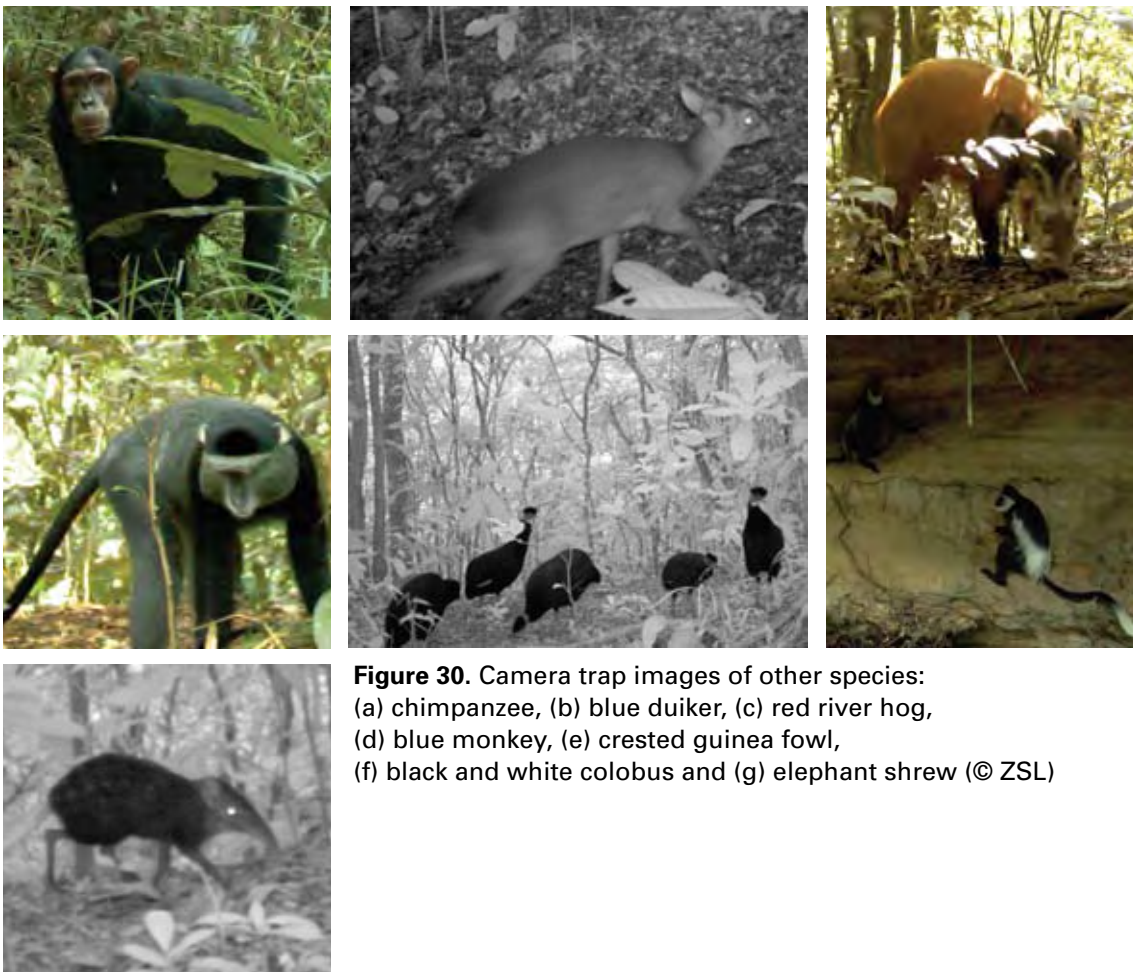 Figure 30. Camera trap images of other species:
(a) chimpanzee, (b) blue duiker, (c) red river hog,
(d) blue monkey, (e) crested guinea fowl,
(f) black and white colobus and (g) elephant shrew (© ZSL)